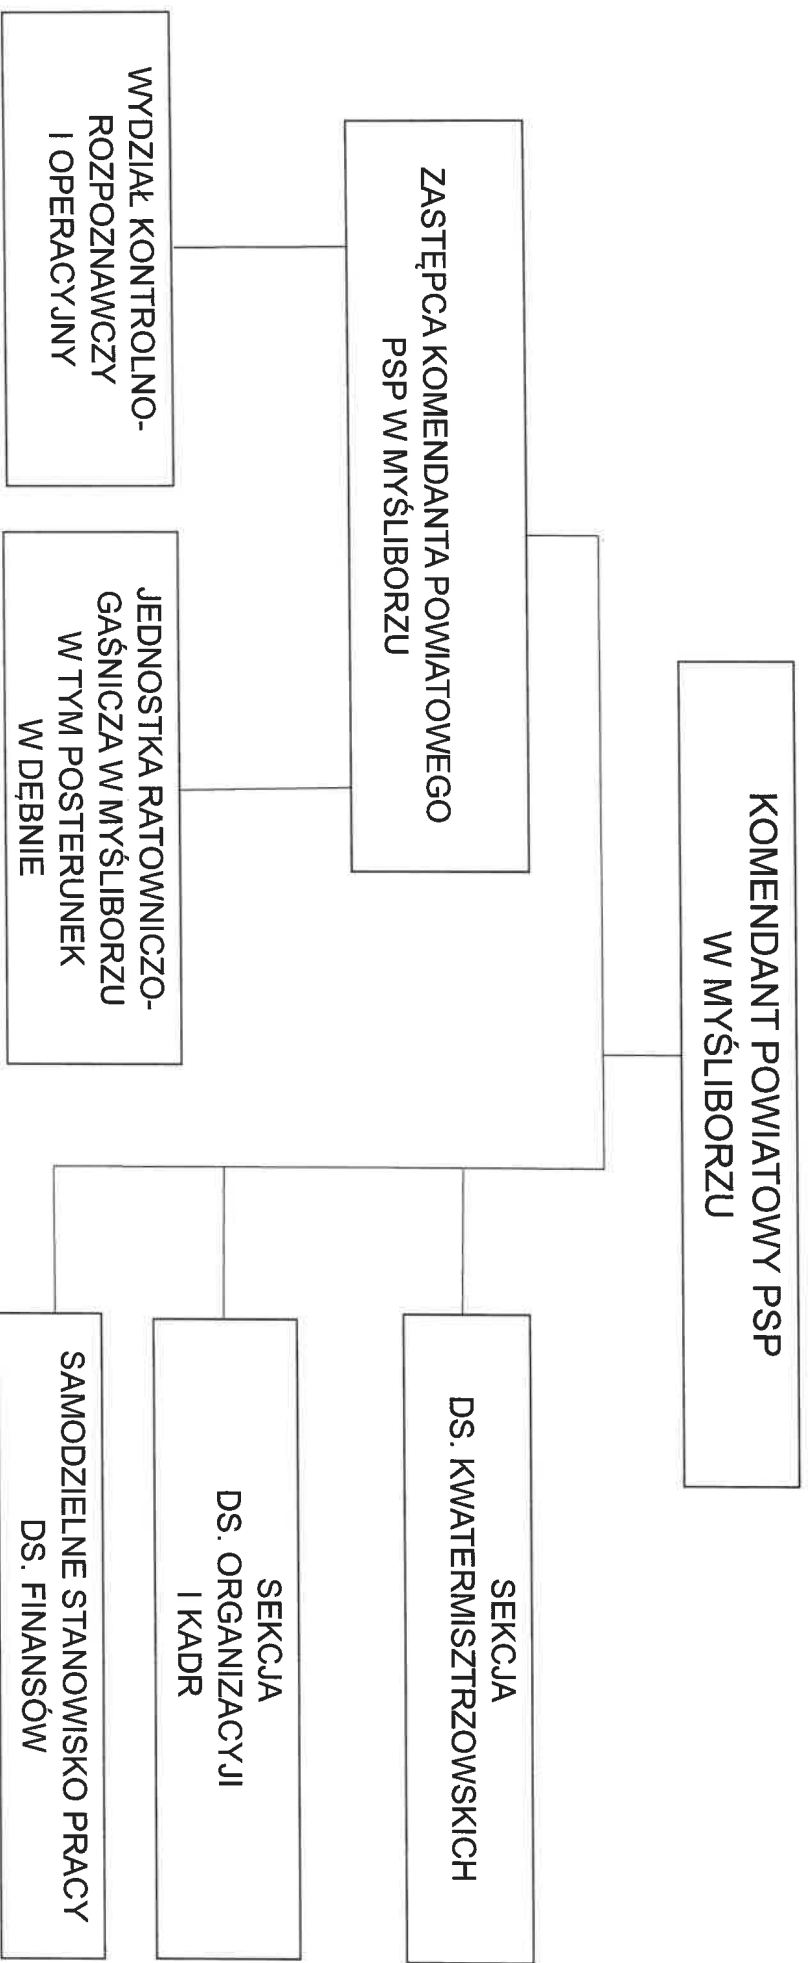 KOMENDANT POWIATOWY PSP
W MYŚLIBORZU
ZASTĘPCA KOMENDANTA POWIATOWEGO
PSP W MYŚLIBORZU
WYDZIAŁ KONTROLNO-
ROZPOZNAWCZY
I OPERACYJNY
JEDNOSTKA RATOWNICZO-
GAŚNICZA W MYŚLIBORZU
W TYM POSTERUNEK
W DĘBNIE
SEKCJA
DS. KWATERMISZTRZOWSKICH
SEKCJA
DS. ORGANIZACYJI
I KADR
SAMODZIELNE STANOWISKO PRACY
DS. FINANSÓW